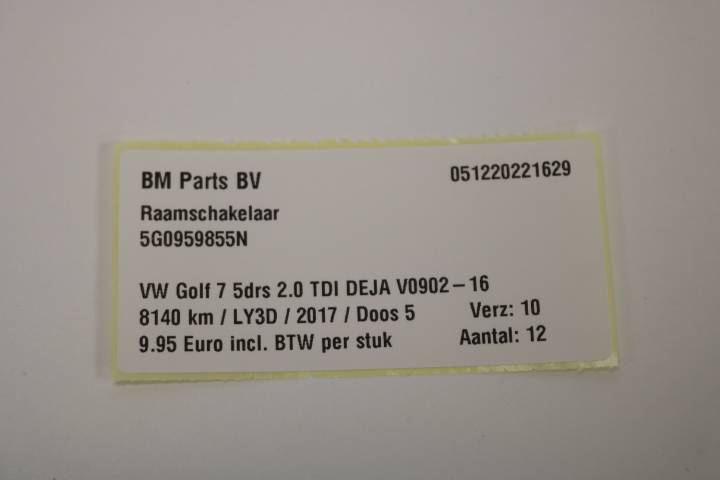 BM Parts BV 051220221629
Raamschakelaar
5G0959855N
VW Golf 7 5drs 2.0 TDI DEJA V0902-16
8140 km / LY3D / 2017 / Doos 5 Verz: 10
9.95 Euro incl. BTW per stuk Aantal: 12